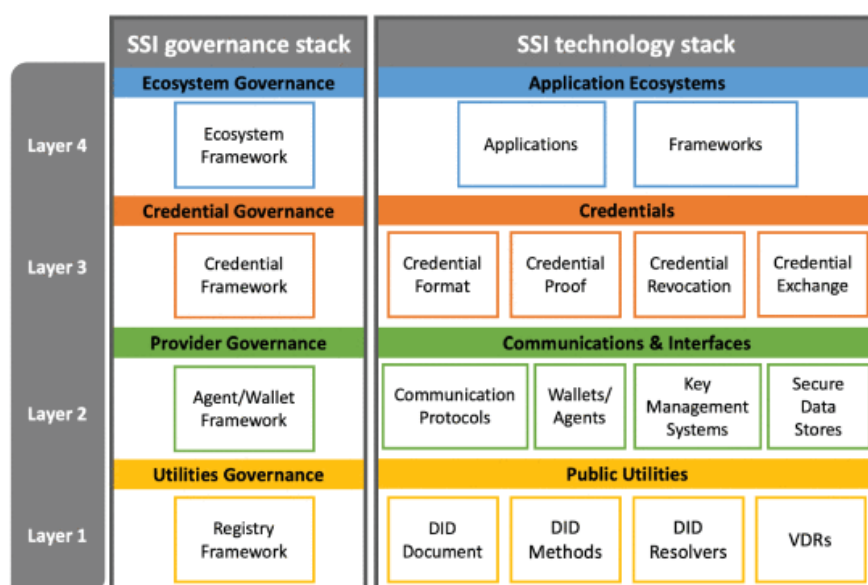 SSI governance stack
SSI technology stack
Layer 4
Ecosystem Governance
Application Ecosystems
Ecosystem
Framework
Applications
Frameworks
Layer 3
Credential Governance
Credentials
Credential
Framework
Credential
Format
Credential
Proof
Credential
Revocation
Credential
Exchange
Layer 2
Provider Governance
Communications & Interfaces
Agent/Wallet
Framework
Communication
Protocols
Wallets/
Agents
Key
Management
Systems
Secure
Data
Stores
Layer 1
Utilities Governance
Public Utilities
Registry
Framework
DID
Document
DID
Methods
DID
Resolvers
VDRs